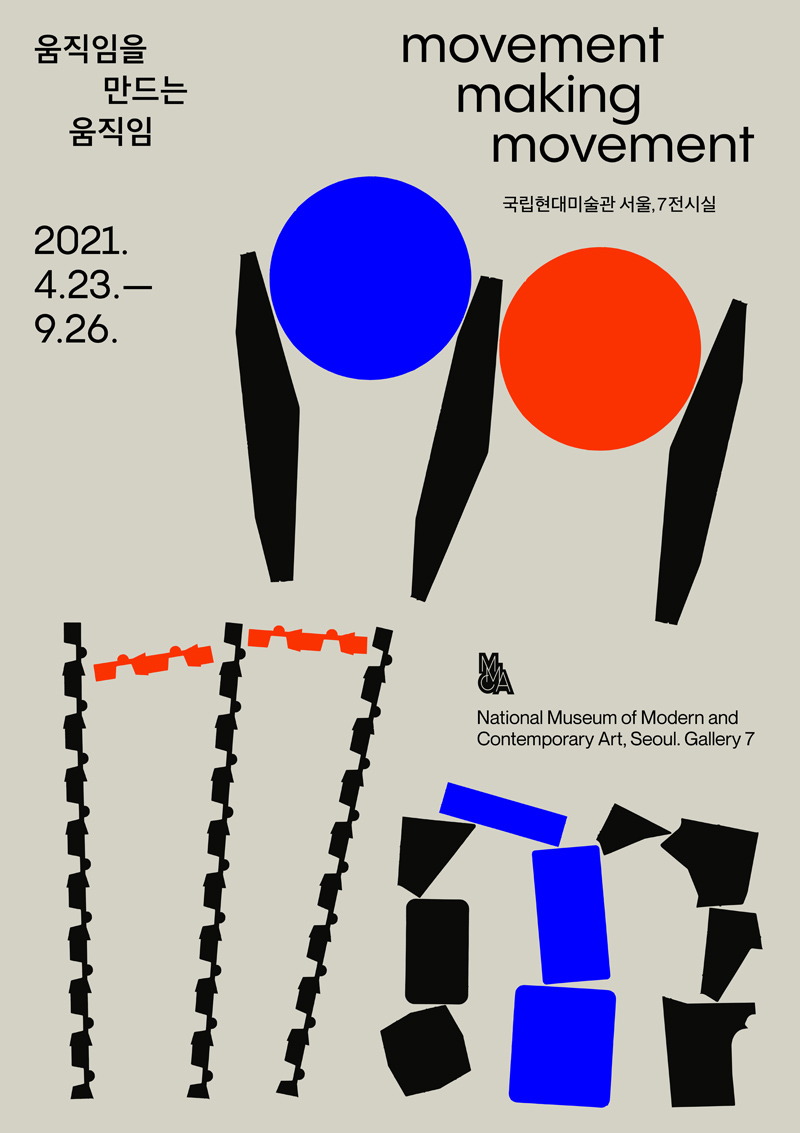 움직임을
만드는
움직임
movement
making
movement
국립현대미술관 서울, 7전시실
2021.
4.23.—
9.26.
MMCA
National Museum of Modern and
Contemporary Art, Seoul. Gallery 7